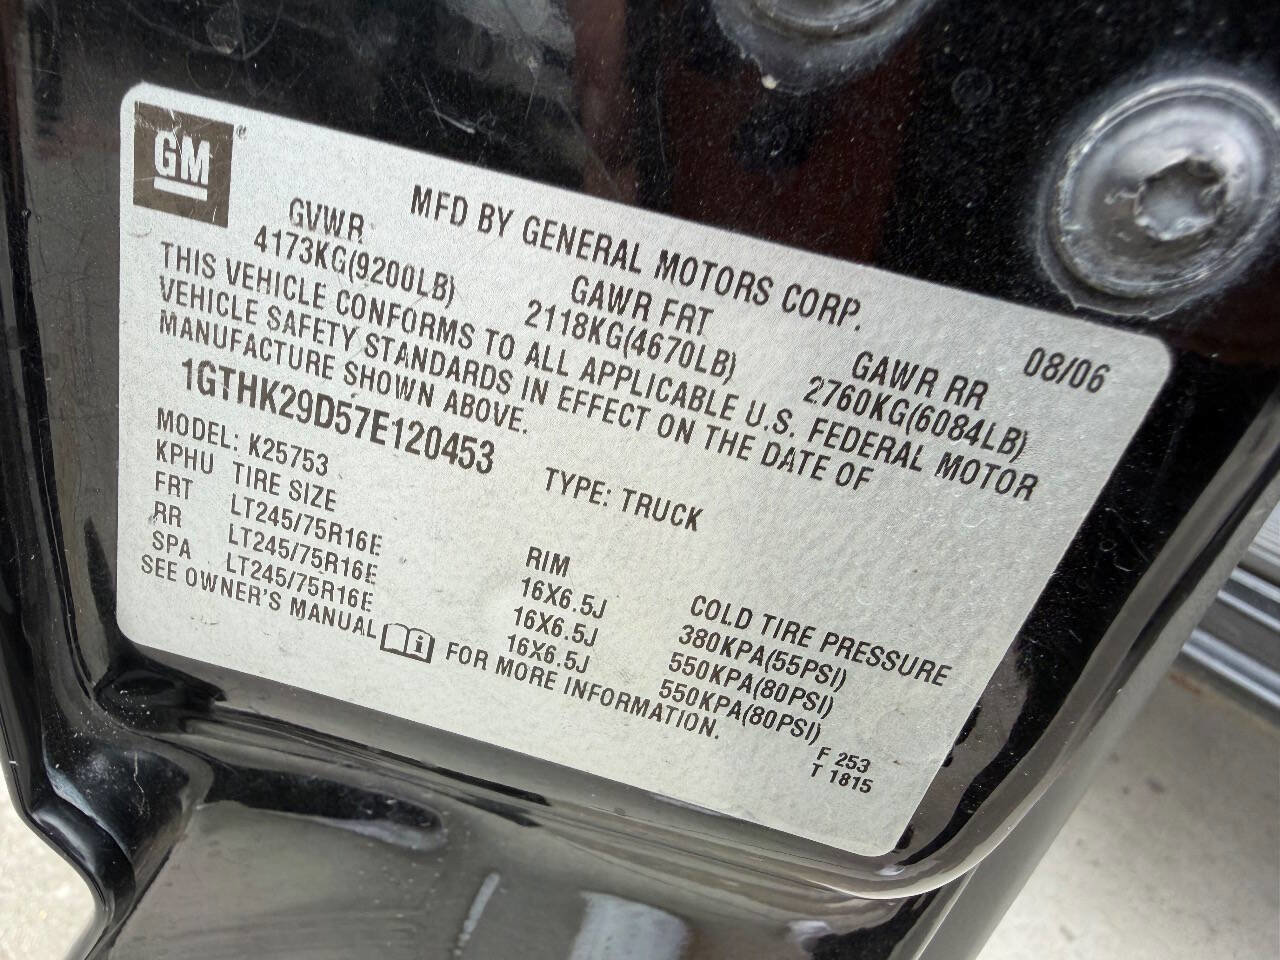 GM
MFD BY GENERAL MOTORS CORP.
08/06
GVWR GAWR FRT GAWR RR
4173KG(9200LB) 2118KG(4670LB) 2760KG(6084LB)
THIS VEHICLE CONFORMS TO ALL APPLICABLE U.S. FEDERAL MOTOR
VEHICLE SAFETY STANDARDS IN EFFECT ON THE DATE OF
MANUFACTURE SHOWN ABOVE.
1GTHK29D57E120453 TYPE: TRUCK
MODEL: K25753
KPHU TIRE SIZE RIM COLD TIRE PRESSURE
FRT LT245/75R16E 16X6.5J 380KPA(55PSI)
RR LT245/75R16E 16X6.5J 550KPA(80PSI)
SPA LT245/75R16E 16X6.5J 550KPA(80PSI)
SEE OWNER'S MANUAL FOR MORE INFORMATION.
F 253
T 1815